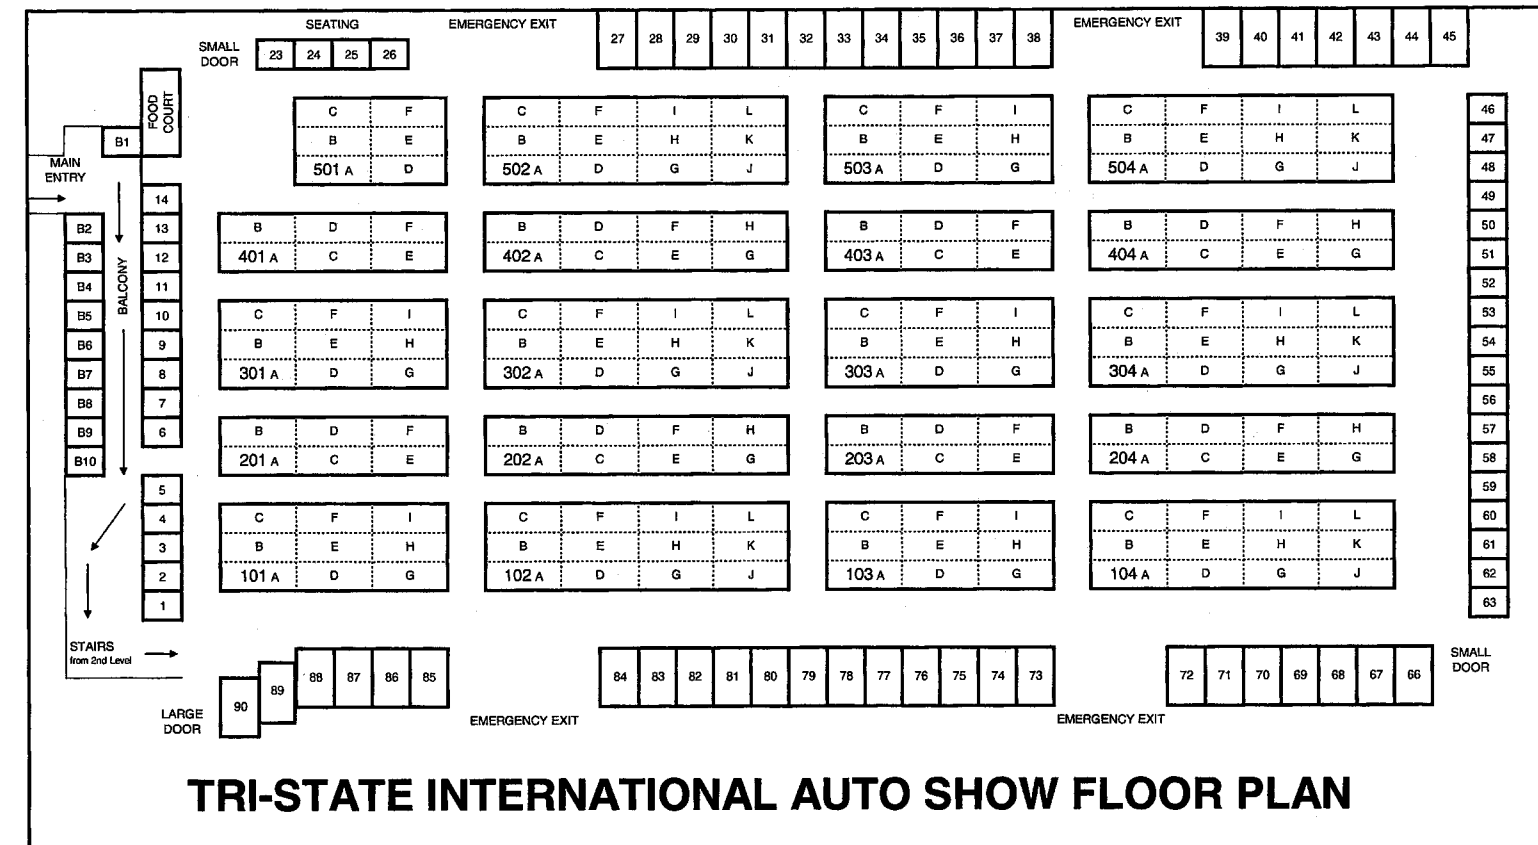 SEATING EMERGENCY EXIT EMERGENCY EXIT
SMALL DOOR 23 24 25 26 27 28 29 30 31 32 33 34 35 36 37 38 39 40 41 42 43 44 45
FOOD COURT
B1
MAIN ENTRY
C F C F I L C F I C F I L 46
B E B E H K B E H B E H K 47
501 A D 502 A D G J 503 A D G 504 A D G J 48
14 49
B2 13 B D F B D F H B D F B D F H 50
B3 12 401 A C E 402 A C E G 403 A C E 404 A C E G 51
BALCONY
B4 11 52
B5 10 C F I C F I L C F I C F I L 53
B6 9 B E H B E H K B E H B E H K 54
B7 8 301 A D G 302 A D G J 303 A D G 304 A D G J 55
B8 7 56
B9 6 B D F B D F H B D F B D F H 57
B10 201 A C E 202 A C E G 203 A C E 204 A C E G 58
5 59
4 C F I C F I L C F I C F I L 60
3 B E H B E H K B E H B E H K 61
2 101 A D G 102 A D G J 103 A D G 104 A D G J 62
1 63
STAIRS
from 2nd Level
90 89 88 87 86 85 84 83 82 81 80 79 78 77 76 75 74 73 72 71 70 69 68 67 66 SMALL DOOR
LARGE DOOR EMERGENCY EXIT EMERGENCY EXIT
TRI-STATE INTERNATIONAL AUTO SHOW FLOOR PLAN